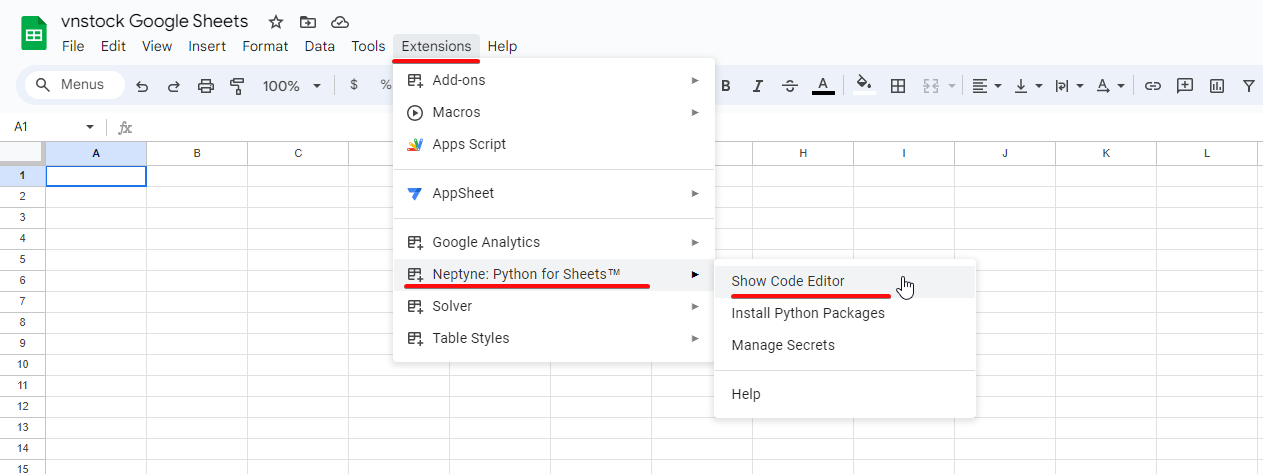 vnstock Google Sheets
File Edit View Insert Format Data Tools Extensions Help
Menus 100% $ % B I S A
A1 fx
A B C H I J K L
1
2
3
4
5
6
7
8
9
10
11
12
13
14
15
Add-ons
Macros
Apps Script
AppSheet
Google Analytics
Neptyne: Python for Sheets™
Solver
Table Styles
Show Code Editor
Install Python Packages
Manage Secrets
Help